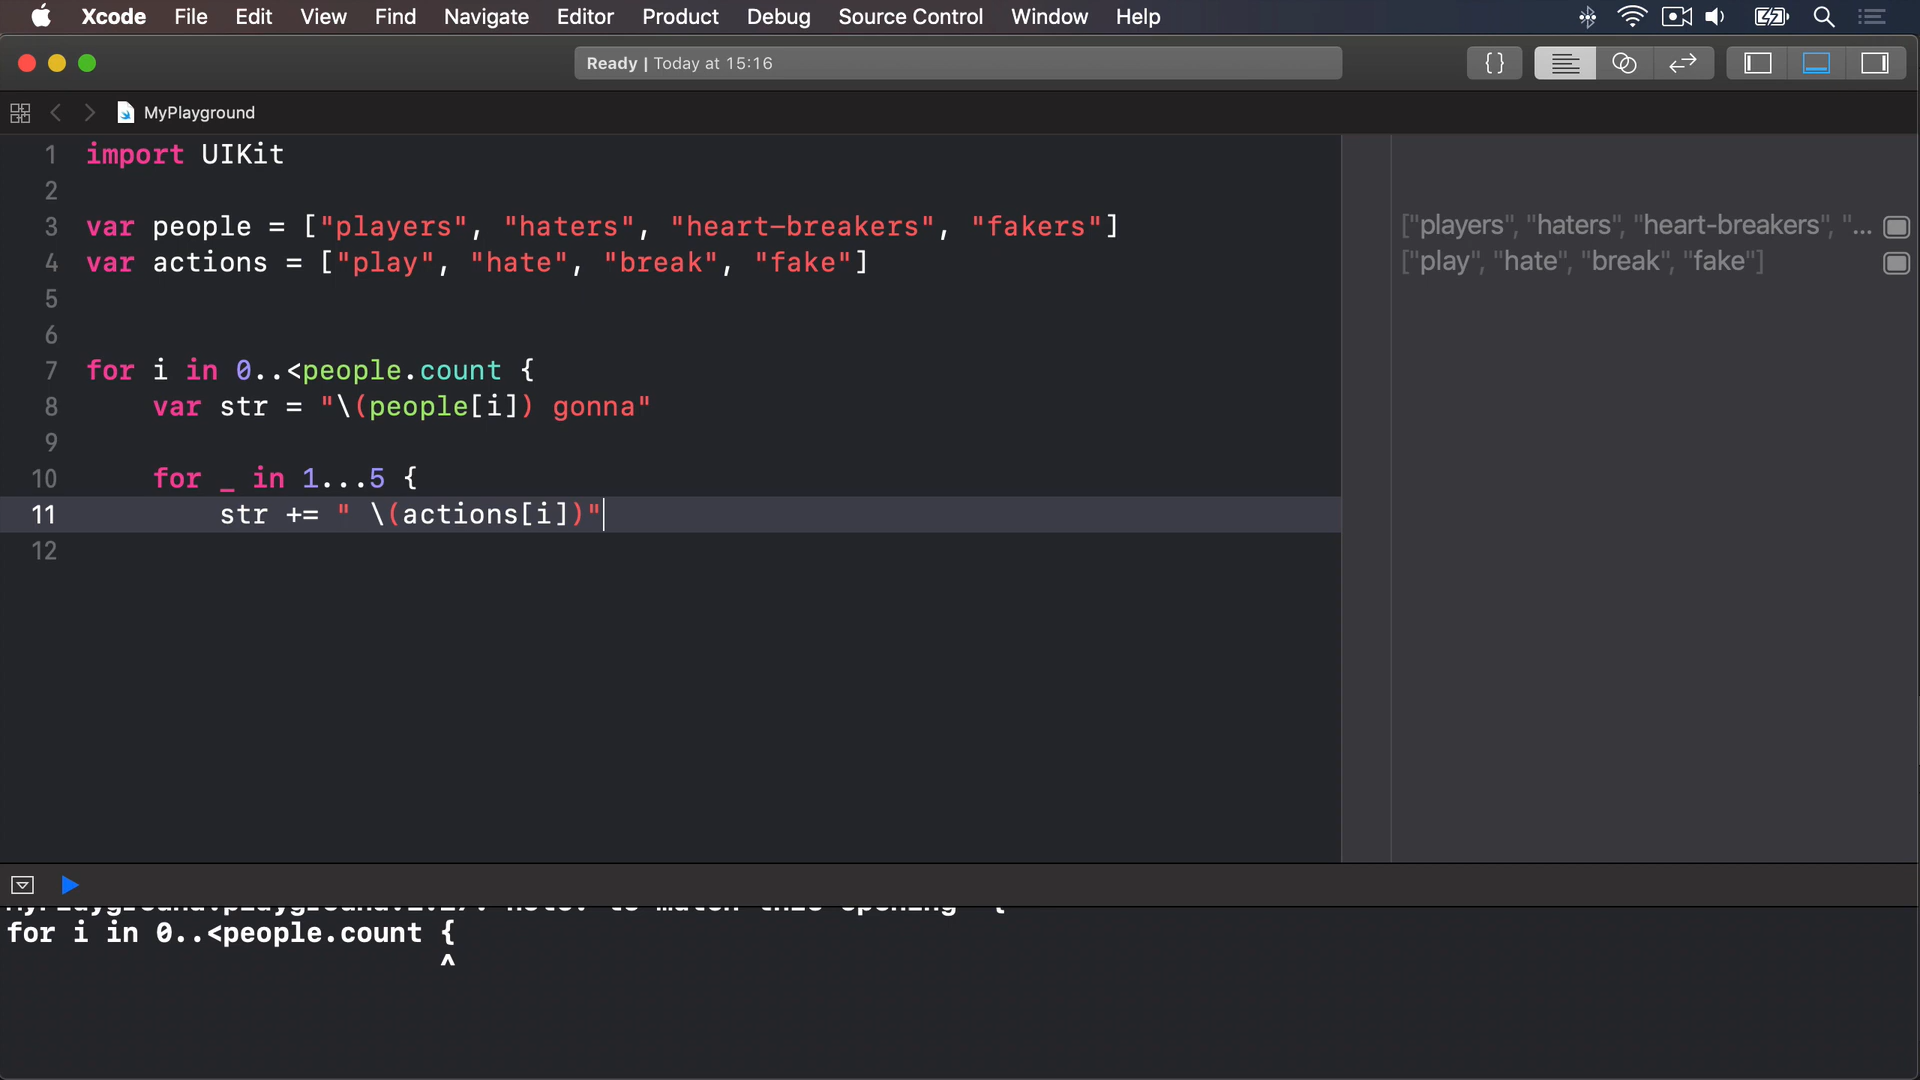 Xcode File Edit View Find Navigate Editor Product Debug Source Control Window Help
Ready | Today at 15:16
{}
MyPlayground
1 import UIKit
2
3 var people = ["players", "haters", "heart-breakers", "fakers"]
["players", "haters", "heart-breakers", "...
4 var actions = ["play", "hate", "break", "fake"]
["play", "hate", "break", "fake"]
5
6
7 for i in 0..<people.count {
8 var str = "\(people[i]) gonna"
9
10 for _ in 1...5 {
11 str += " \(actions[i])"
12
for i in 0..<people.count {
^